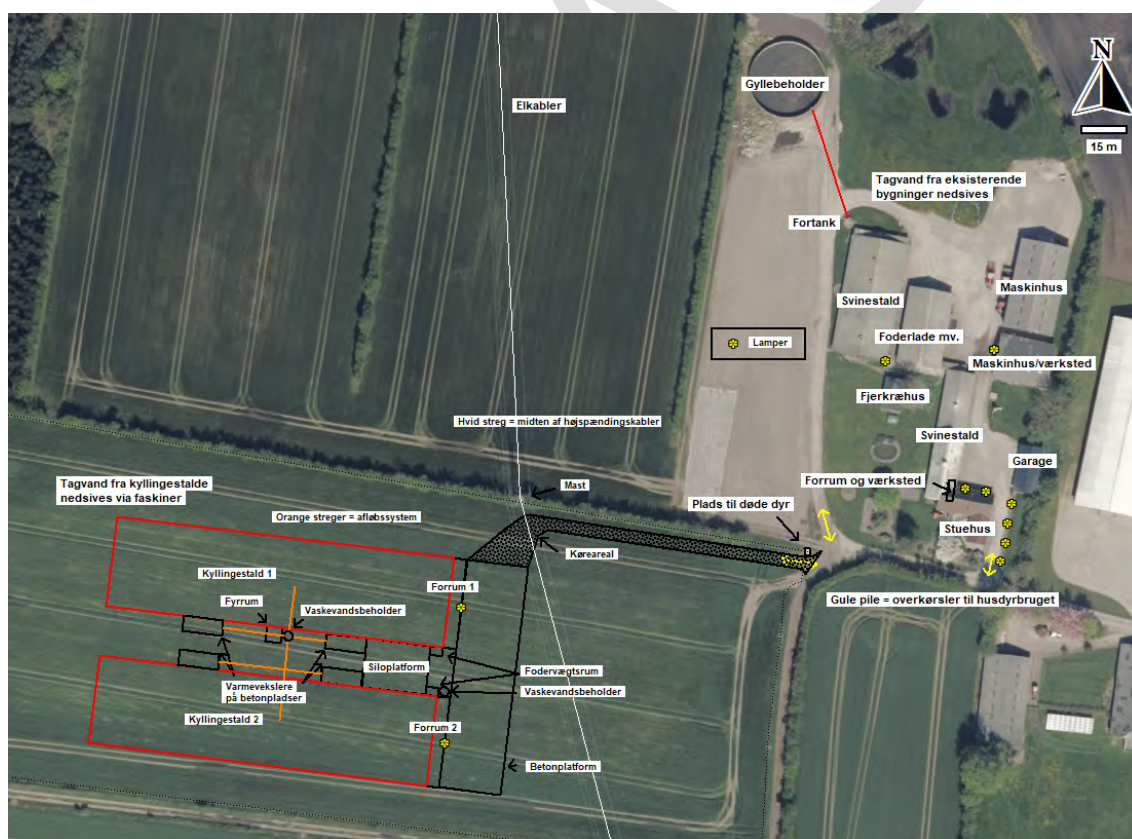 Gyllebeholder
N
15 m
Elkabler
Tagvand fra eksisterende
bygninger nedsives
Fortank
Maskinhus
Svinestald
Lamper
Foderlade mv.
Maskinhus/værksted
Fjerkræhus
Hvid streg = midten af højspændingskabler
Svinestald
Garage
Forrum og værksted
Tagvand fra kyllingestalde
nedsives via faskiner
Mast
Plads til døde dyr
Orange streger = afløbssystem
Stuehus
Køreareal
Kyllingestald 1
Forrum 1
Gule pile = overkørsler til husdyrbruget
Fyrrum
Vaskevandsbeholder
Siloplatform
Fodervægtsrum
Varmevekslere
på betonpladser
Vaskevandsbeholder
Kyllingestald 2
Forrum 2
Betonplatform